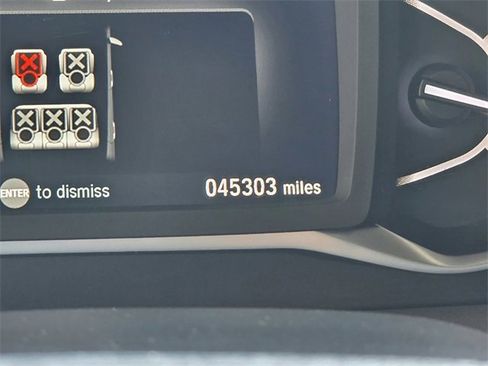 ENTER to dismiss 045303 miles